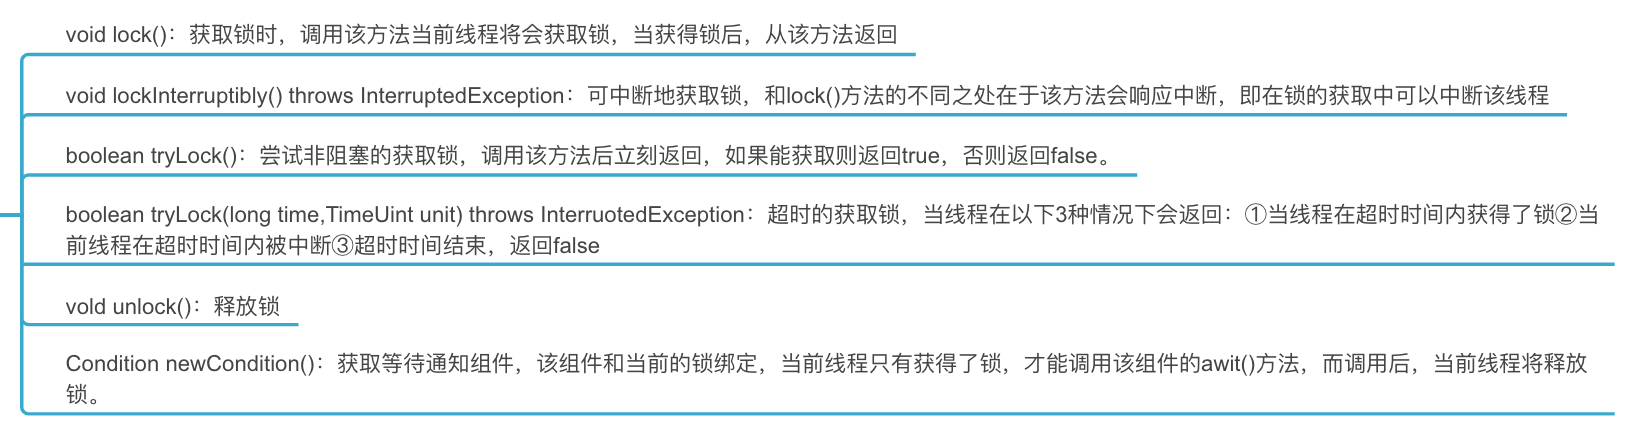 void lock()：获取锁时，调用该方法当前线程将会获取锁，当获得锁后，从该方法返回
void lockInterruptibly() throws InterruptedException：可中断地获取锁，和lock()方法的不同之处在于该方法会响应中断，即在锁的获取中可以中断该线程
boolean tryLock()：尝试非阻塞的获取锁，调用该方法后立刻返回，如果能获取则返回true，否则返回false。
boolean tryLock(long time,TimeUint unit) throws InterruotedException：超时的获取锁，当线程在以下3种情况下会返回：①当线程在超时时间内获得了锁②当
前线程在超时时间内被中断③超时时间结束，返回false
vold unlock()：释放锁
Condition newCondition()：获取等待通知组件，该组件和当前的锁绑定，当前线程只有获得了锁，才能调用该组件的awit()方法，而调用后，当前线程将释放
锁。